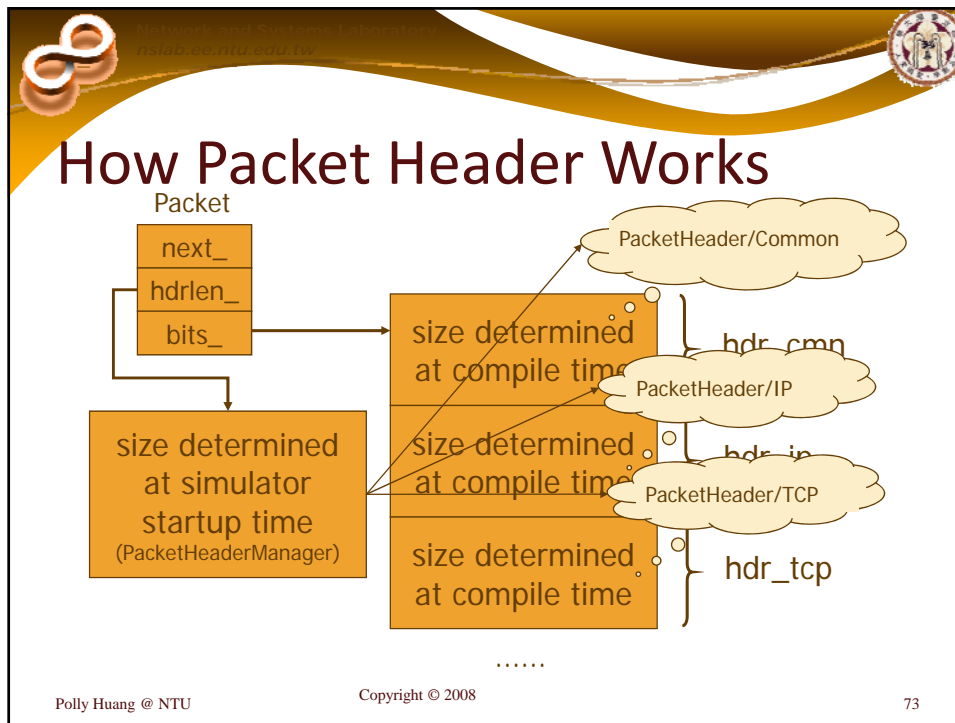 Network and Systems Laboratory
nslab.ee.ntu.edu.tw
How Packet Header Works
Packet
next_
hdrlen_
bits_
PacketHeader/Common
size determined
at compile time
hdr_cmn
PacketHeader/IP
size determined
at simulator
startup time
(PacketHeaderManager)
size determined
at compile time
hdr_ip
PacketHeader/TCP
size determined
at compile time
hdr_tcp
......
Polly Huang @ NTU
Copyright © 2008
73